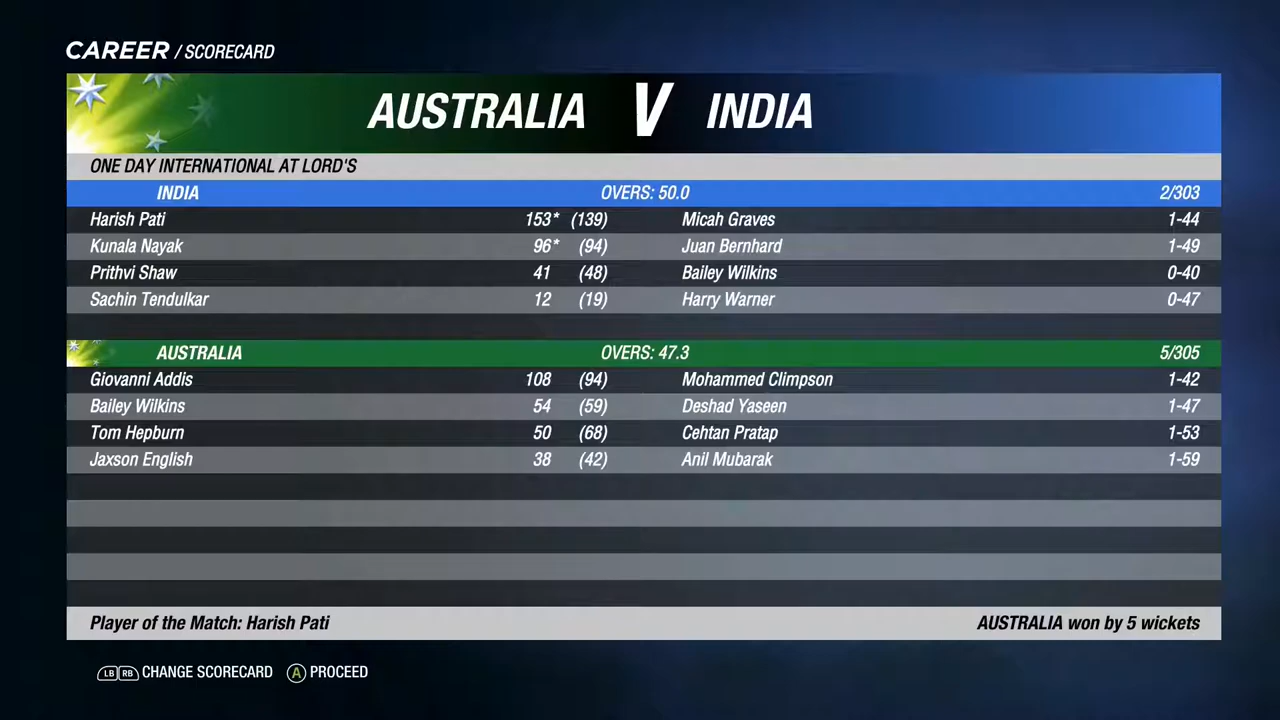 CAREER / SCORECARD
AUSTRALIA V INDIA
ONE DAY INTERNATIONAL AT LORD'S
INDIA OVERS: 50.0 2/303
Harish Pati 153* (139) Micah Graves 1-44
Kunala Nayak 96* (94) Juan Bernhard 1-49
Prithvi Shaw 41 (48) Bailey Wilkins 0-40
Sachin Tendulkar 12 (19) Harry Warner 0-47
AUSTRALIA OVERS: 47.3 5/305
Giovanni Addis 108 (94) Mohammed Climpson 1-42
Bailey Wilkins 54 (59) Deshad Yaseen 1-47
Tom Hepburn 50 (68) Cehtan Pratap 1-53
Jaxson English 38 (42) Anil Mubarak 1-59
Player of the Match: Harish Pati AUSTRALIA won by 5 wickets
LB RB CHANGE SCORECARD A PROCEED